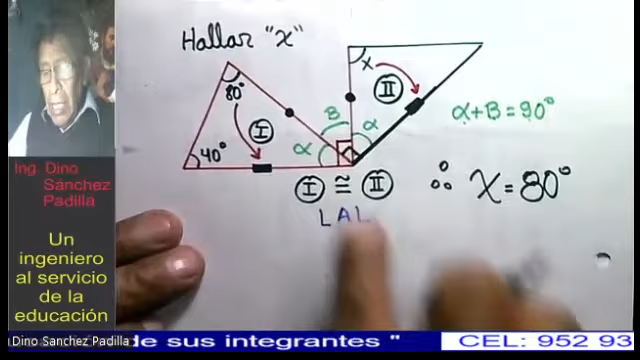 Hallar "x"
80°
x
II
I
B
α
α+B=90°
40°
α
I ≅ II
∴ X=80°
LAL
Ing. Dino
Sánchez
Padilla
Un
ingeniero
al servicio
de la
educación
Dino Sanchez Padilla
de sus integrantes "
CEL: 952 93